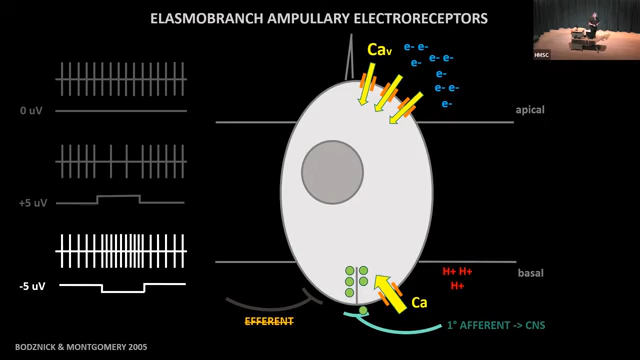 ELASMOBRANCH AMPULLARY ELECTRORECEPTORS
HMSC
Cav
e- e-
e-
e- e-
e-
e- e-
e-
0 uV
apical
+5 uV
-5 uV
H+ H+
H+
basal
Ca
EFFERENT
1° AFFERENT -> CNS
BODZNICK & MONTGOMERY 2005